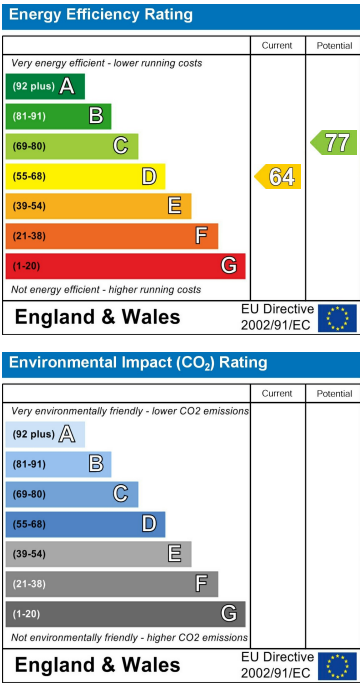 Energy Efficiency Rating
Current Potential
Very energy efficient - lower running costs
(92 plus) A
(81-91) B
(69-80) C
77
(55-68) D
64
(39-54) E
(21-38) F
(1-20) G
Not energy efficient - higher running costs
England & Wales
EU Directive
2002/91/EC
Environmental Impact (CO₂) Rating
Current Potential
Very environmentally friendly - lower CO2 emissions
(92 plus) A
(81-91) B
(69-80) C
(55-68) D
(39-54) E
(21-38) F
(1-20) G
Not environmentally friendly - higher CO2 emissions
England & Wales
EU Directive
2002/91/EC